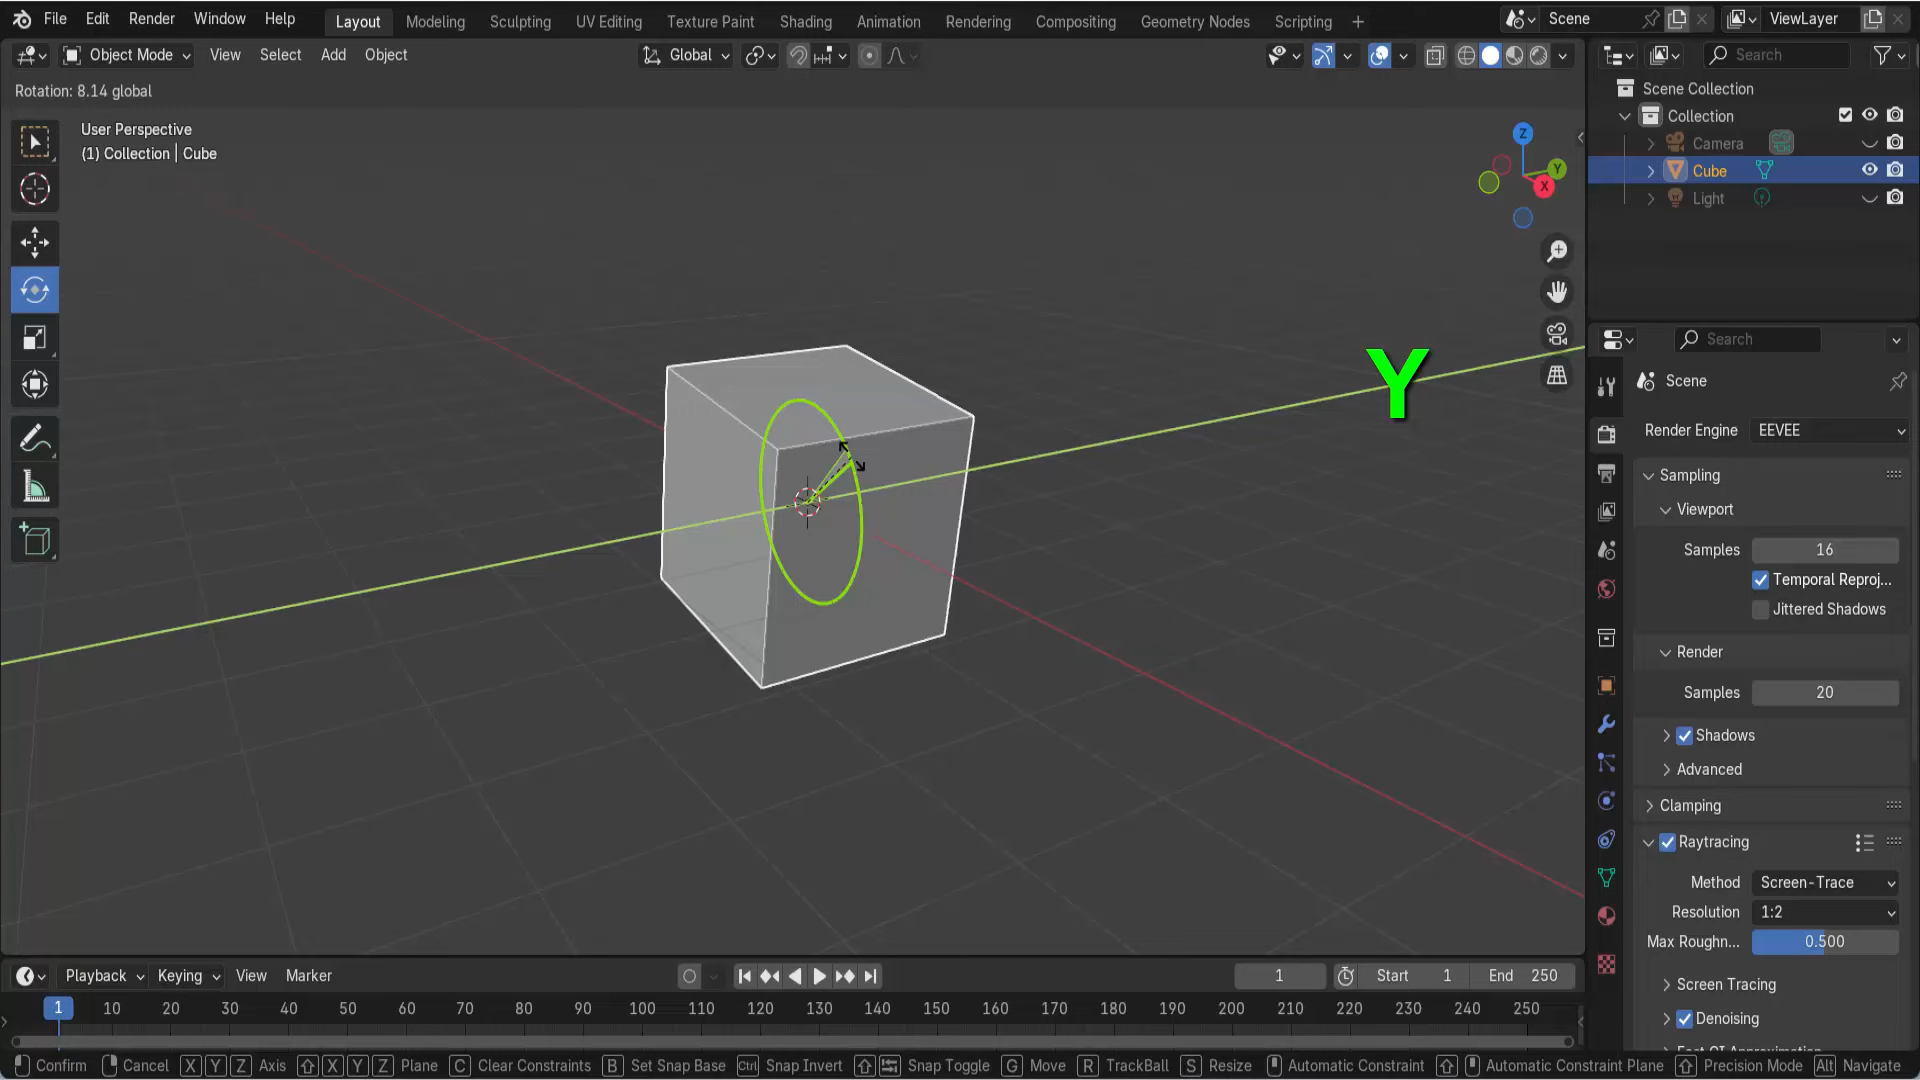 File Edit Render Window Help Layout Modeling Sculpting UV Editing Texture Paint Shading Animation Rendering Compositing Geometry Nodes Scripting + Scene ViewLayer
Object Mode View Select Add Object Global Search
Rotation: 8.14 global
User Perspective
(1) Collection | Cube
Z
Y
X
Y
Scene Collection
Collection
Camera
Cube
Light
Search
Scene
Render Engine EEVEE
Sampling
Viewport
Samples 16
Temporal Reproj...
Jittered Shadows
Render
Samples 20
Shadows
Advanced
Clamping
Raytracing
Method Screen-Trace
Resolution 1:2
Max Roughn... 0.500
Screen Tracing
Denoising
Playback Keying View Marker 1 Start 1 End 250
1 10 20 30 40 50 60 70 80 90 100 110 120 130 140 150 160 170 180 190 200 210 220 230 240 250
Confirm Cancel X Y Z Axis X Y Z Plane C Clear Constraints B Set Snap Base Ctrl Snap Invert Snap Toggle G Move R TrackBall S Resize Automatic Constraint Automatic Constraint Plane Precision Mode Alt Navigate